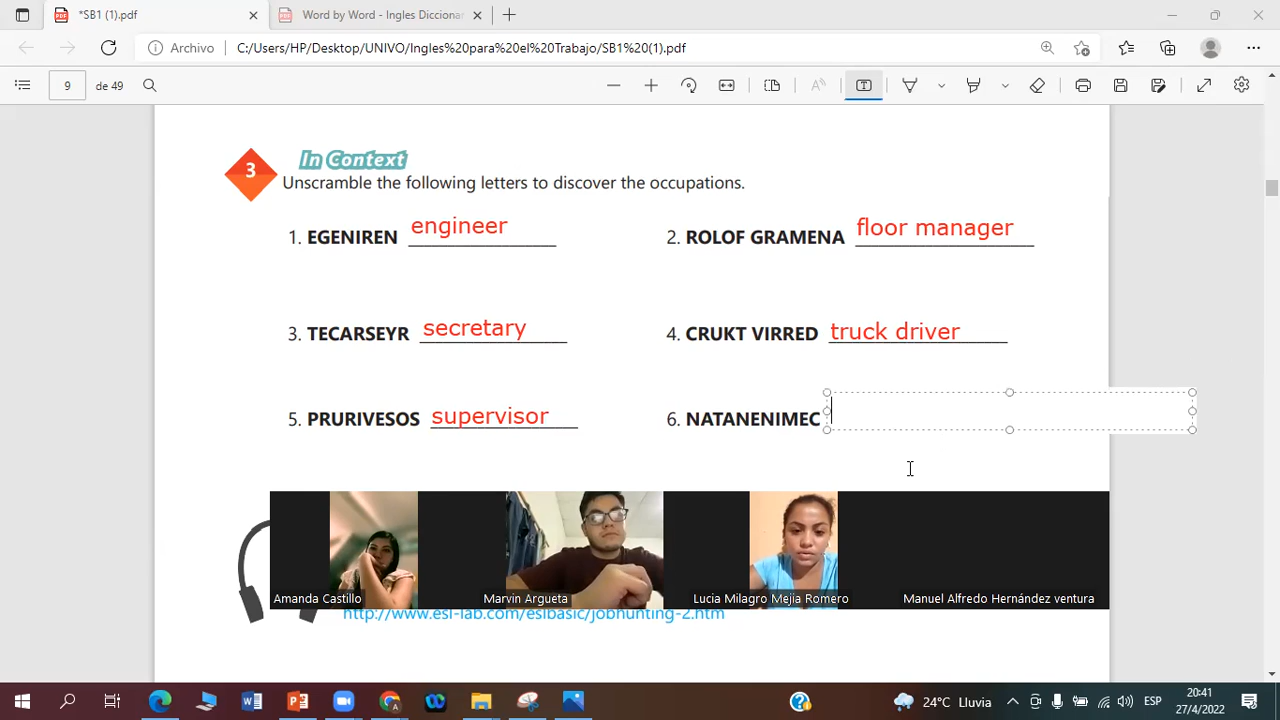 *SB1 (1).pdf
Word by Word - Ingles Diccionar
Archivo
C:/Users/HP/Desktop/UNIVO/Ingles%20para%20el%20Trabajo/SB1%20(1).pdf
9 de 49
3
In Context
Unscramble the following letters to discover the occupations.
1. EGENIREN engineer
2. ROLOF GRAMENA floor manager
3. TECARSEYR secretary
4. CRUKT VIRRED truck driver
5. PRURIVESOS supervisor
6. NATANENIMEC
Amanda Castillo
Marvin Argueta
Lucia Milagro Mejia Romero
Manuel Alfredo Hernández ventura
http://www.esl-lab.com/eslbasic/jobhunting-2.htm
24°C Lluvia
ESP
20:41
27/4/2022